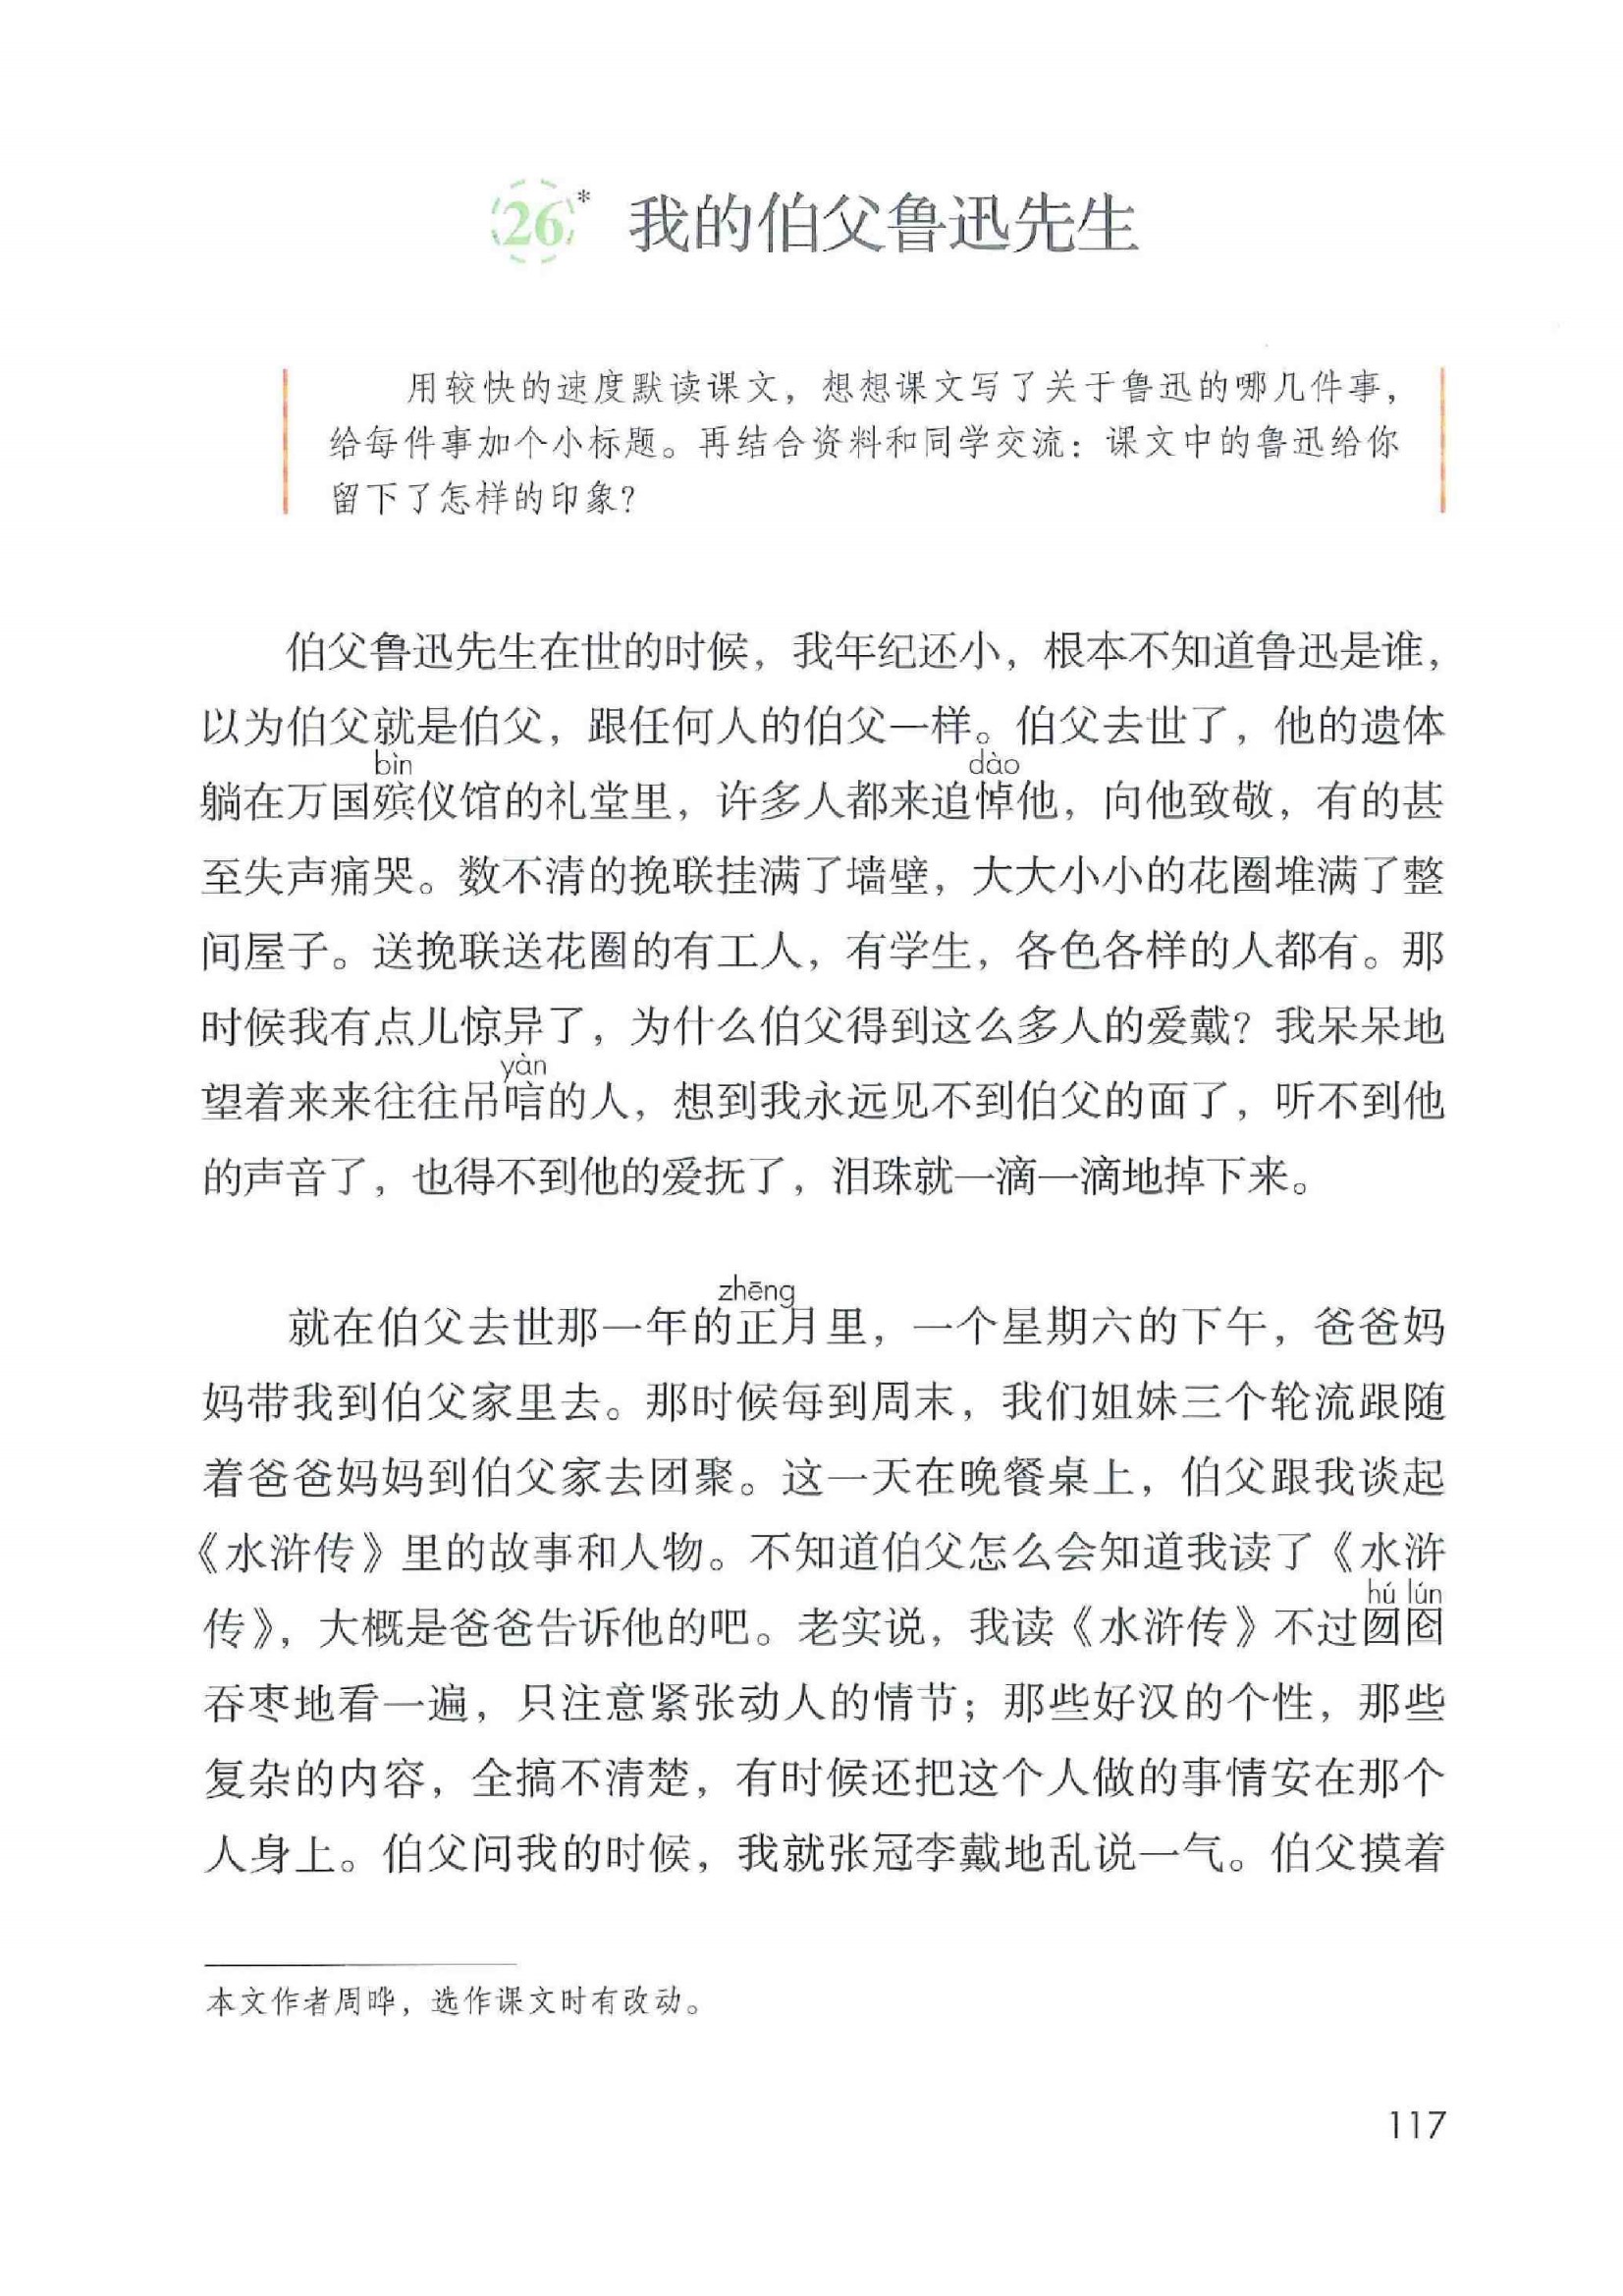 26* 我的伯父鲁迅先生
用较快的速度默读课文，想想课文写了关于鲁迅的哪几件事，
给每件事加个小标题。再结合资料和同学交流：课文中的鲁迅给你
留下了怎样的印象？
伯父鲁迅先生在世的时候，我年纪还小，根本不知道鲁迅是谁，
以为伯父就是伯父，跟任何人的伯父一样。伯父去世了，他的遗体
bìn dào
躺在万国殡仪馆的礼堂里，许多人都来追悼他，向他致敬，有的甚
至失声痛哭。数不清的挽联挂满了墙壁，大大小小的花圈堆满了整
间屋子。送挽联送花圈的有工人，有学生，各色各样的人都有。那
时候我有点儿惊异了，为什么伯父得到这么多人的爱戴？我呆呆地
yàn
望着来来往往吊唁的人，想到我永远见不到伯父的面了，听不到他
的声音了，也得不到他的爱抚了，泪珠就一滴一滴地掉下来。
zhēng
就在伯父去世那一年的正月里，一个星期六的下午，爸爸妈
妈带我到伯父家里去。那时候每到周末，我们姐妹三个轮流跟随
着爸爸妈妈到伯父家去团聚。这一天在晚餐桌上，伯父跟我谈起
《水浒传》里的故事和人物。不知道伯父怎么会知道我读了《水浒
hú lún
传》，大概是爸爸告诉他的吧。老实说，我读《水浒传》不过囫囵
吞枣地看一遍，只注意紧张动人的情节；那些好汉的个性，那些
复杂的内容，全搞不清楚，有时候还把这个人做的事情安在那个
人身上。伯父问我的时候，我就张冠李戴地乱说一气。伯父摸着
本文作者周晔，选作课文时有改动。
117